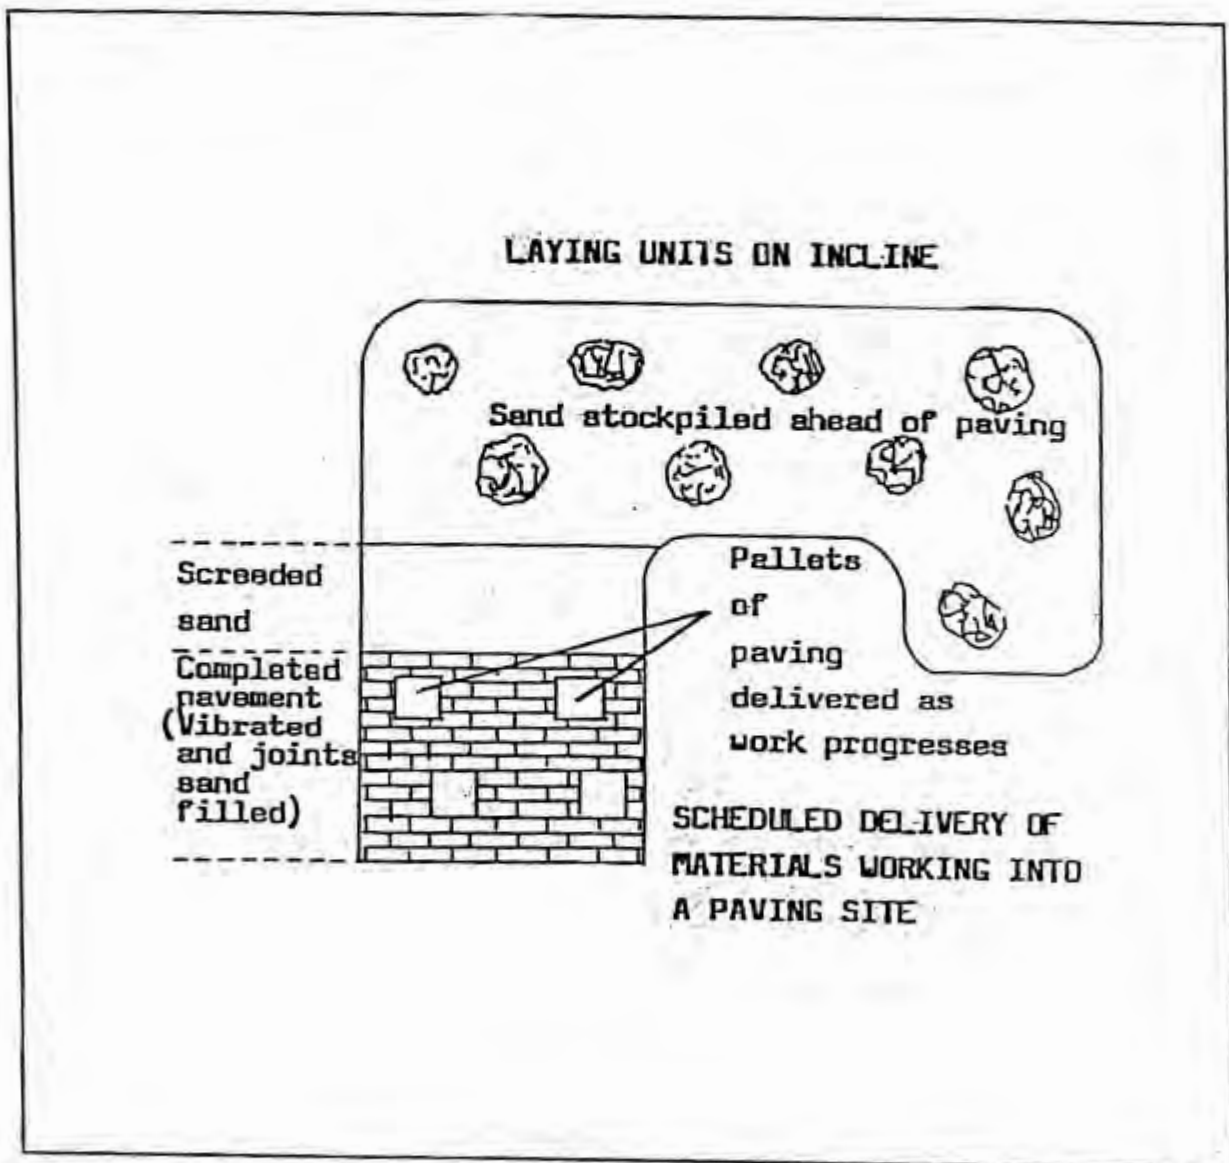 LAYING UNITS ON INCLINE
Sand stockpiled ahead of paving
Screeded
sand
Completed
pavement
(Vibrated
and joints
sand
filled)
Pallets
of
paving
delivered as
work progresses
SCHEDULED DELIVERY OF
MATERIALS WORKING INTO
A PAVING SITE